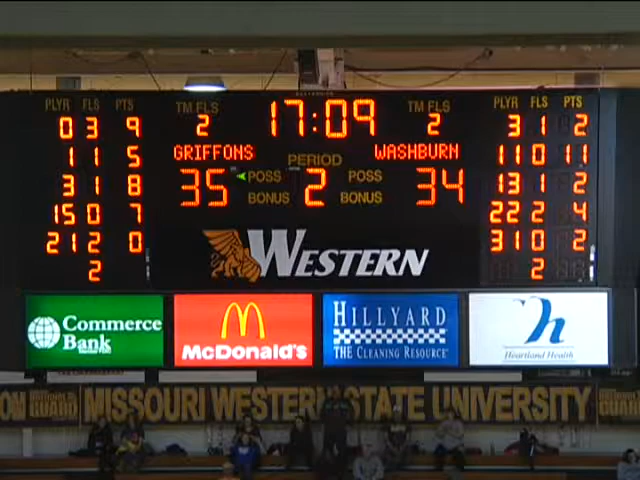 PLYR FLS PTS
TM FLS
17:09
TM FLS
PLYR FLS PTS
0 3 9
2
2
3 1 2
1 1 5
GRIFFONS
PERIOD
WASHBURN
11 0 11
3 1 8
35
POSS
BONUS
2
POSS
BONUS
34
13 1 2
15 0 7
22 2 4
21 2 0
31 0 2
2
2
WESTERN
Commerce
Bank
McDonald's
HILLYARD
THE CLEANING RESOURCE
h
Heartland Health
GUARD
MISSOURI WESTERN STATE UNIVERSITY
GUARD